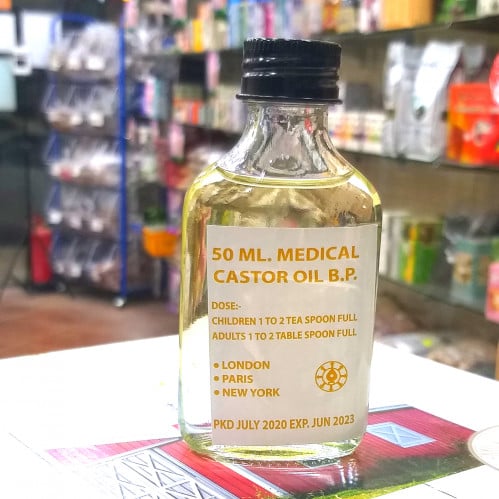 50 ML. MEDICAL
CASTOR OIL B.P.
DOSE:-
CHILDREN 1 TO 2 TEA SPOON FULL
ADULTS 1 TO 2 TABLE SPOON FULL
• LONDON
• PARIS
• NEW YORK
PKD JULY 2020 EXP. JUN 2023